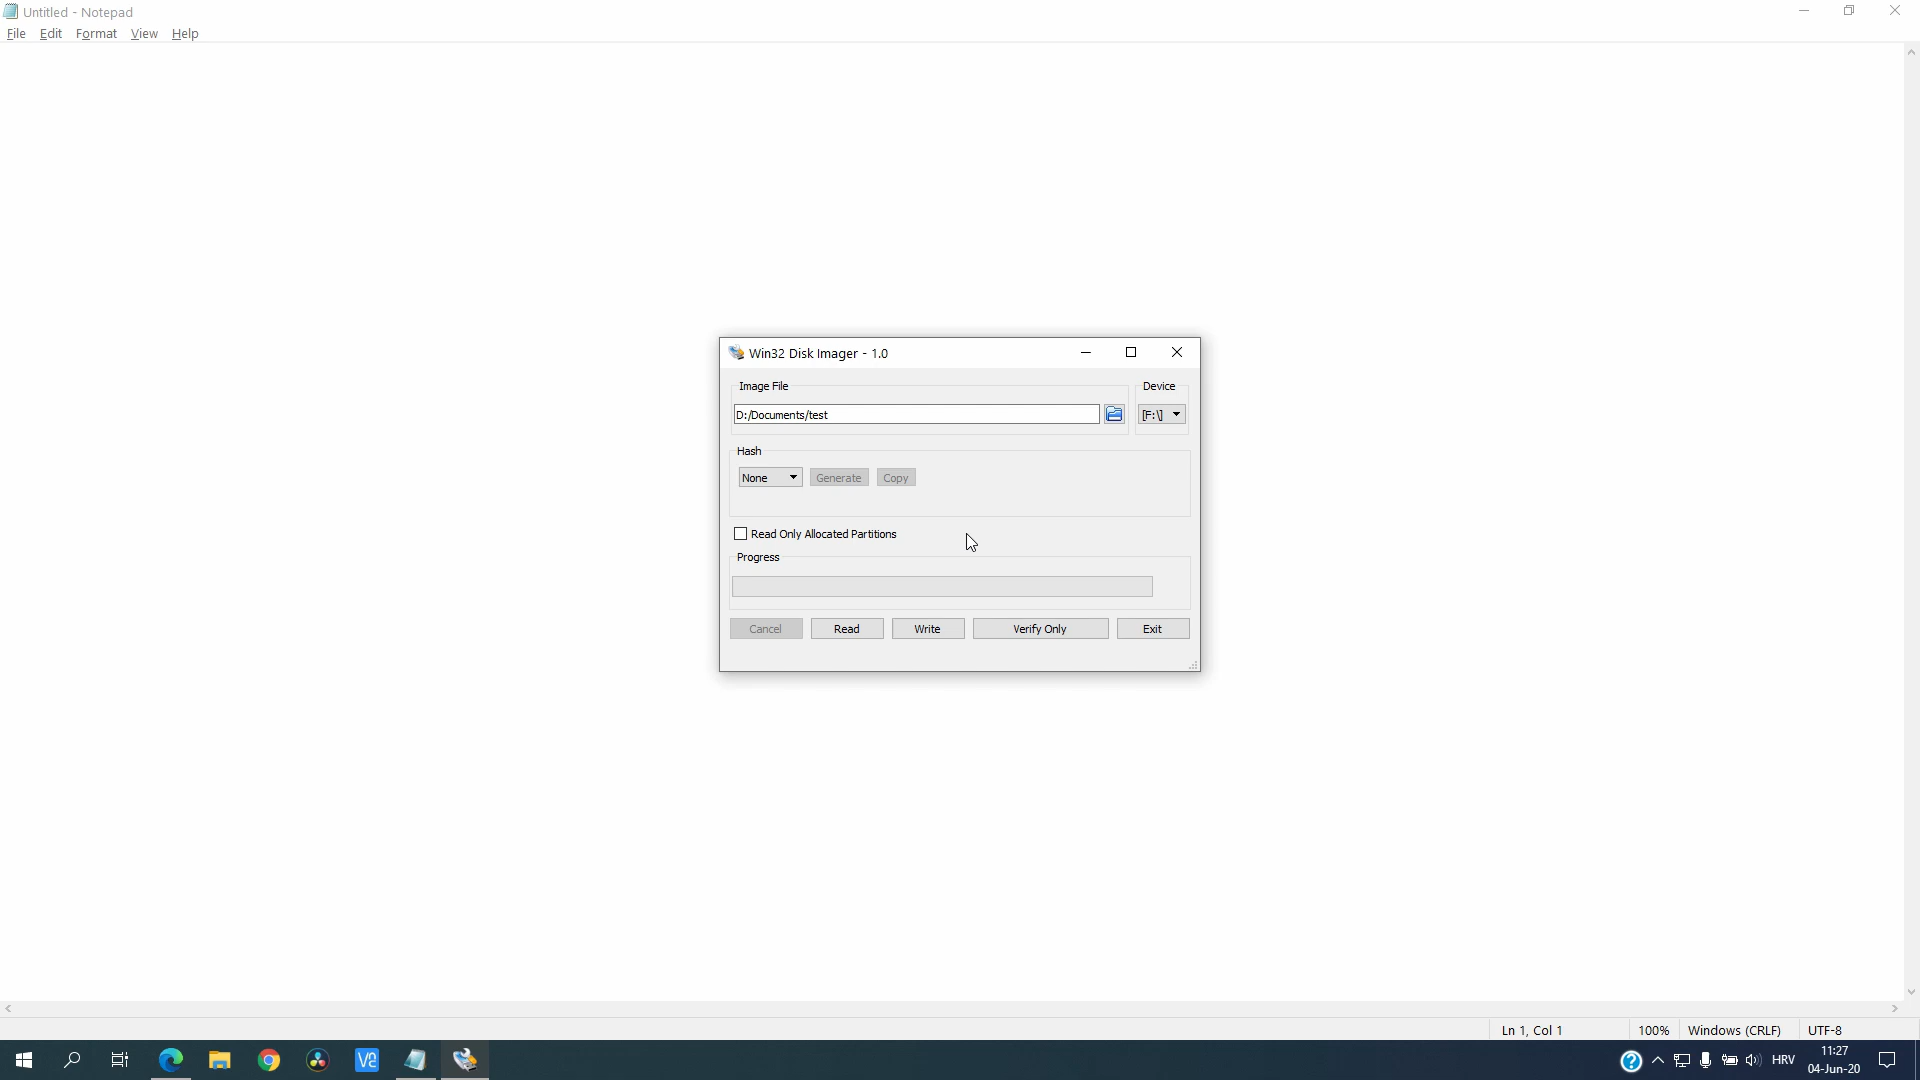 Untitled - Notepad
File Edit Format View Help
Win32 Disk Imager - 1.0
Image File
Device
D:/Documents/test
[F:\]
Hash
None
Generate
Copy
Read Only Allocated Partitions
Progress
Cancel
Read
Write
Verify Only
Exit
Ln 1, Col 1
100%
Windows (CRLF)
UTF-8
HRV
11:27
04-Jun-20